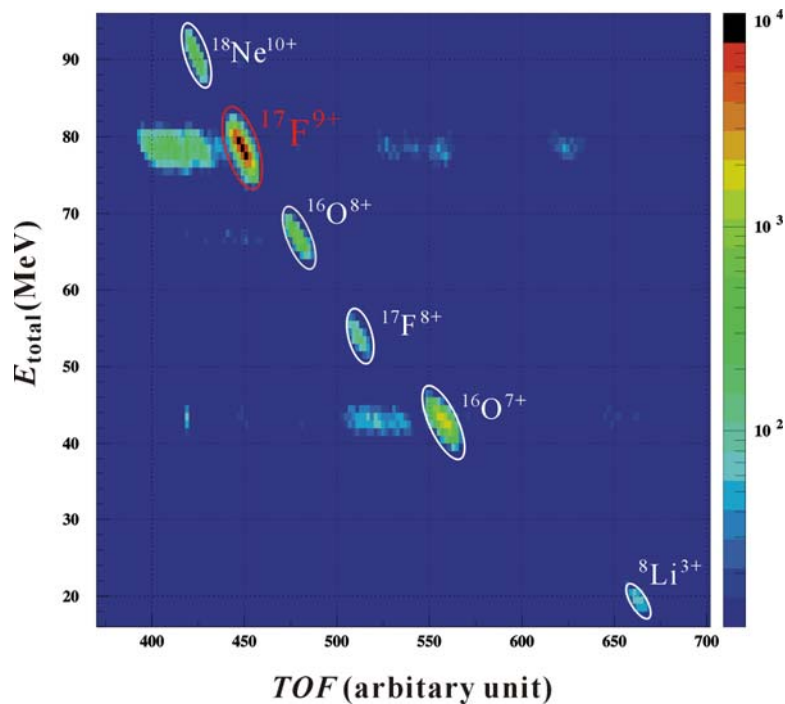 10⁴
90
¹⁸Ne¹⁰⁺
80
¹⁷F⁹⁺
70
¹⁶O⁸⁺
10³
60
¹⁷F⁸⁺
50
¹⁶O⁷⁺
40
10²
30
⁸Li³⁺
20
E_total (MeV)
400 450 500 550 600 650 700
TOF (arbitary unit)